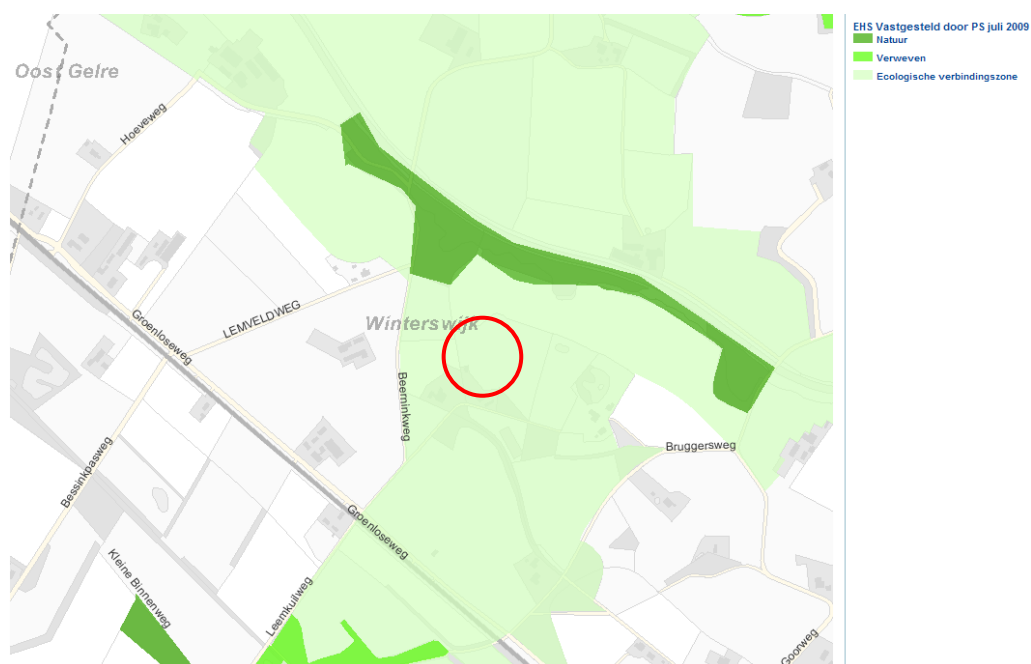 EHS Vastgesteld door PS juli 2009
Natuur
Verweven
Ecologische verbindingszone
Oost Gelre
Hoeveweg
Groenloseweg
LEMVELDWEG
Winterswijk
Beerninkweg
Bessinkpasweg
Bruggersweg
Groenloseweg
Kleine Binnenweg
Leemkuilweg
Goorweg